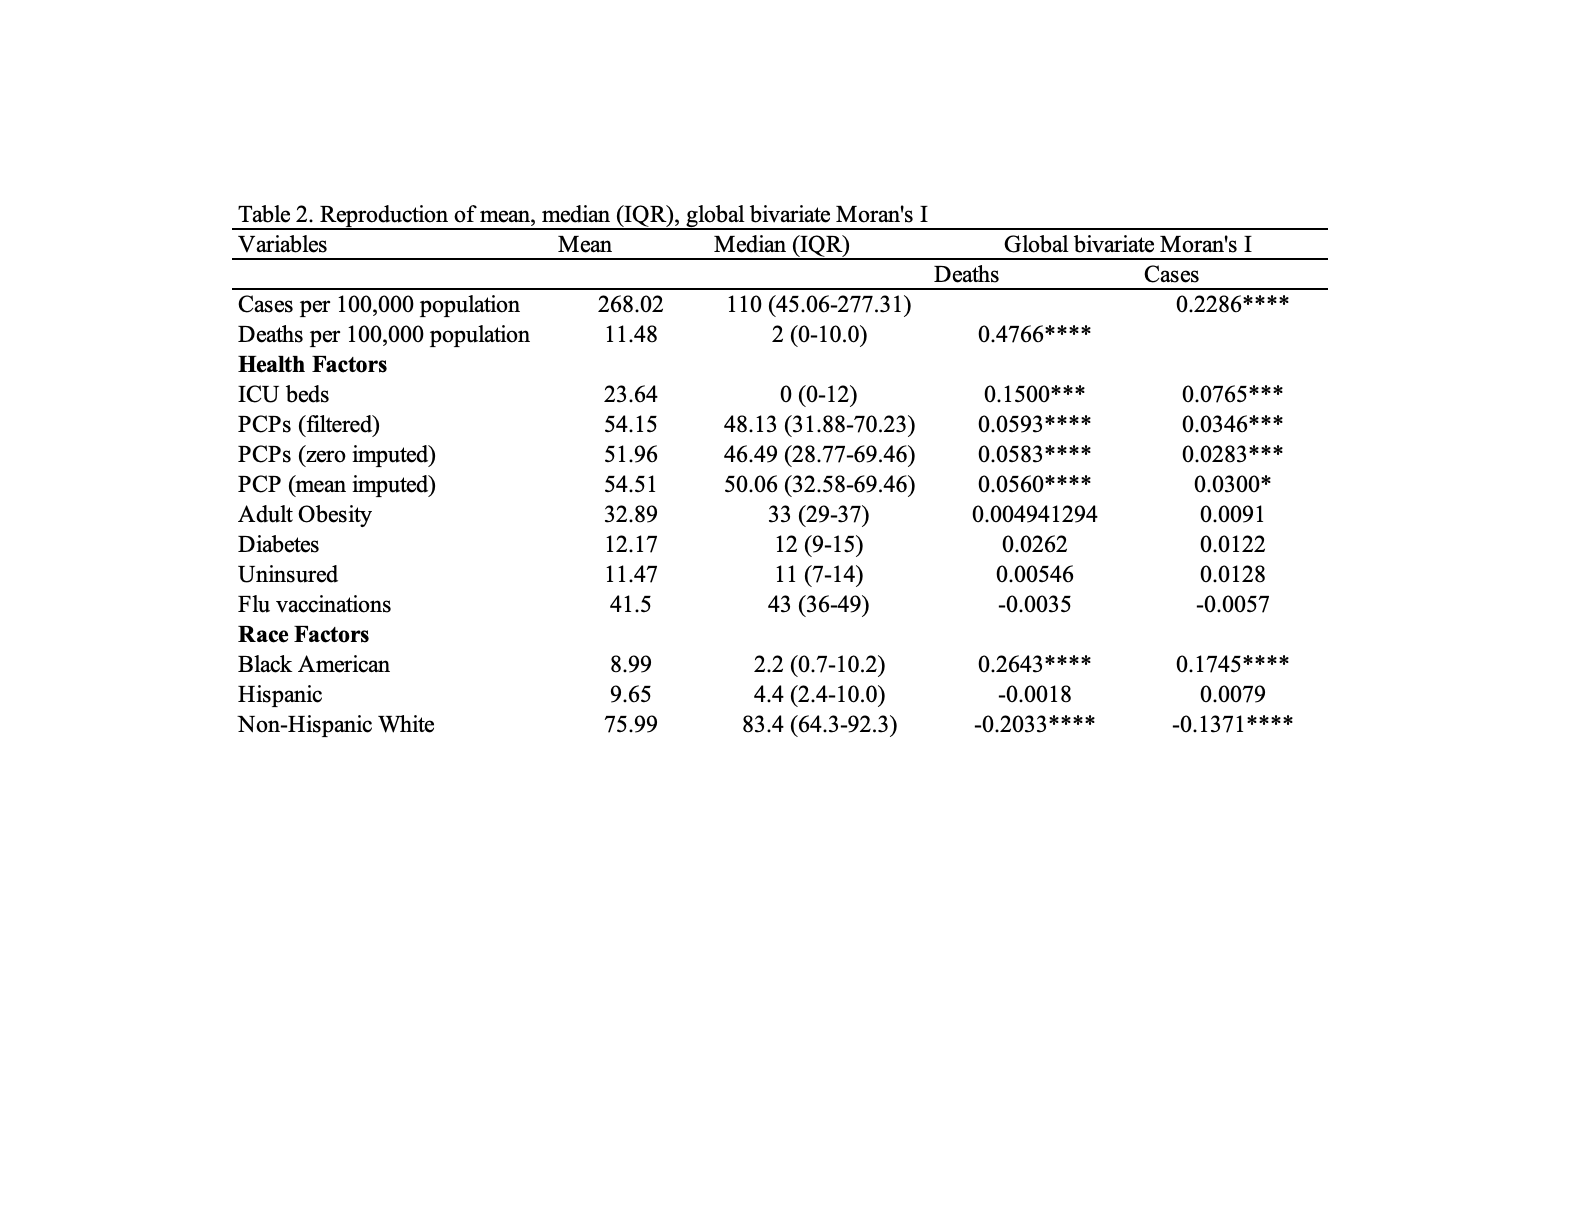 Table 2. Reproduction of mean, median (IQR), global bivariate Moran's I
Variables Mean Median (IQR) Global bivariate Moran's I
Deaths Cases
Cases per 100,000 population 268.02 110 (45.06-277.31) 0.2286****
Deaths per 100,000 population 11.48 2 (0-10.0) 0.4766****
Health Factors
ICU beds 23.64 0 (0-12) 0.1500*** 0.0765***
PCPs (filtered) 54.15 48.13 (31.88-70.23) 0.0593**** 0.0346***
PCPs (zero imputed) 51.96 46.49 (28.77-69.46) 0.0583**** 0.0283***
PCP (mean imputed) 54.51 50.06 (32.58-69.46) 0.0560**** 0.0300*
Adult Obesity 32.89 33 (29-37) 0.004941294 0.0091
Diabetes 12.17 12 (9-15) 0.0262 0.0122
Uninsured 11.47 11 (7-14) 0.00546 0.0128
Flu vaccinations 41.5 43 (36-49) -0.0035 -0.0057
Race Factors
Black American 8.99 2.2 (0.7-10.2) 0.2643**** 0.1745****
Hispanic 9.65 4.4 (2.4-10.0) -0.0018 0.0079
Non-Hispanic White 75.99 83.4 (64.3-92.3) -0.2033**** -0.1371****